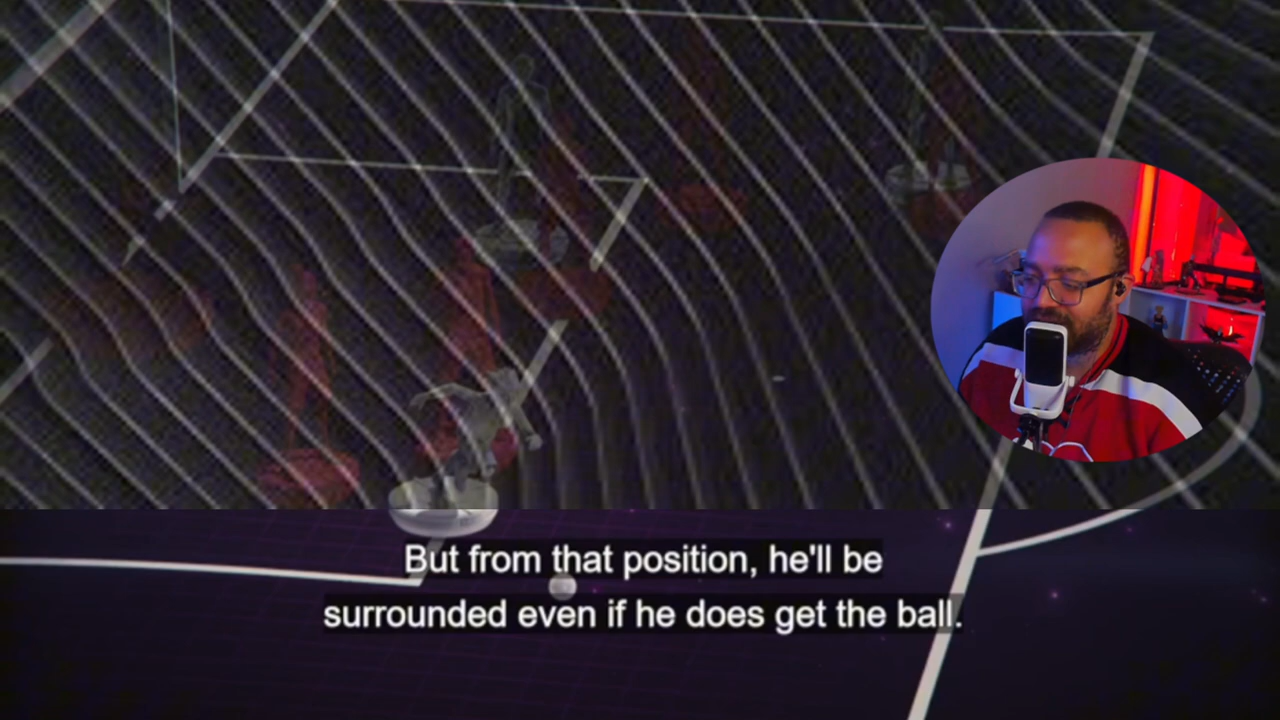 But from that position, he'll be
surrounded even if he does get the ball.